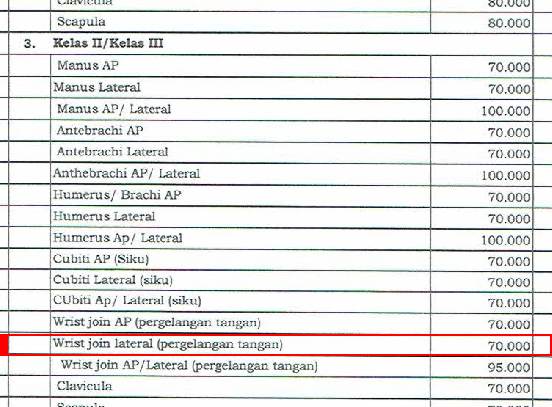 Clavicula 80.000
Scapula 80.000
3. Kelas II/Kelas III
Manus AP 70.000
Manus Lateral 70.000
Manus AP/ Lateral 100.000
Antebrachi AP 70.000
Antebrachi Lateral 70.000
Anthebrachi AP/ Lateral 100.000
Humerus/ Brachi AP 70.000
Humerus Lateral 70.000
Humerus Ap/ Lateral 100.000
Cubiti AP (Siku) 70.000
Cubiti Lateral (siku) 70.000
CUbiti Ap/ Lateral (siku) 70.000
Wrist join AP (pergelangan tangan) 70.000
Wrist join lateral (pergelangan tangan) 70.000
Wrist join AP/Lateral (pergelangan tangan) 95.000
Clavicula 70.000